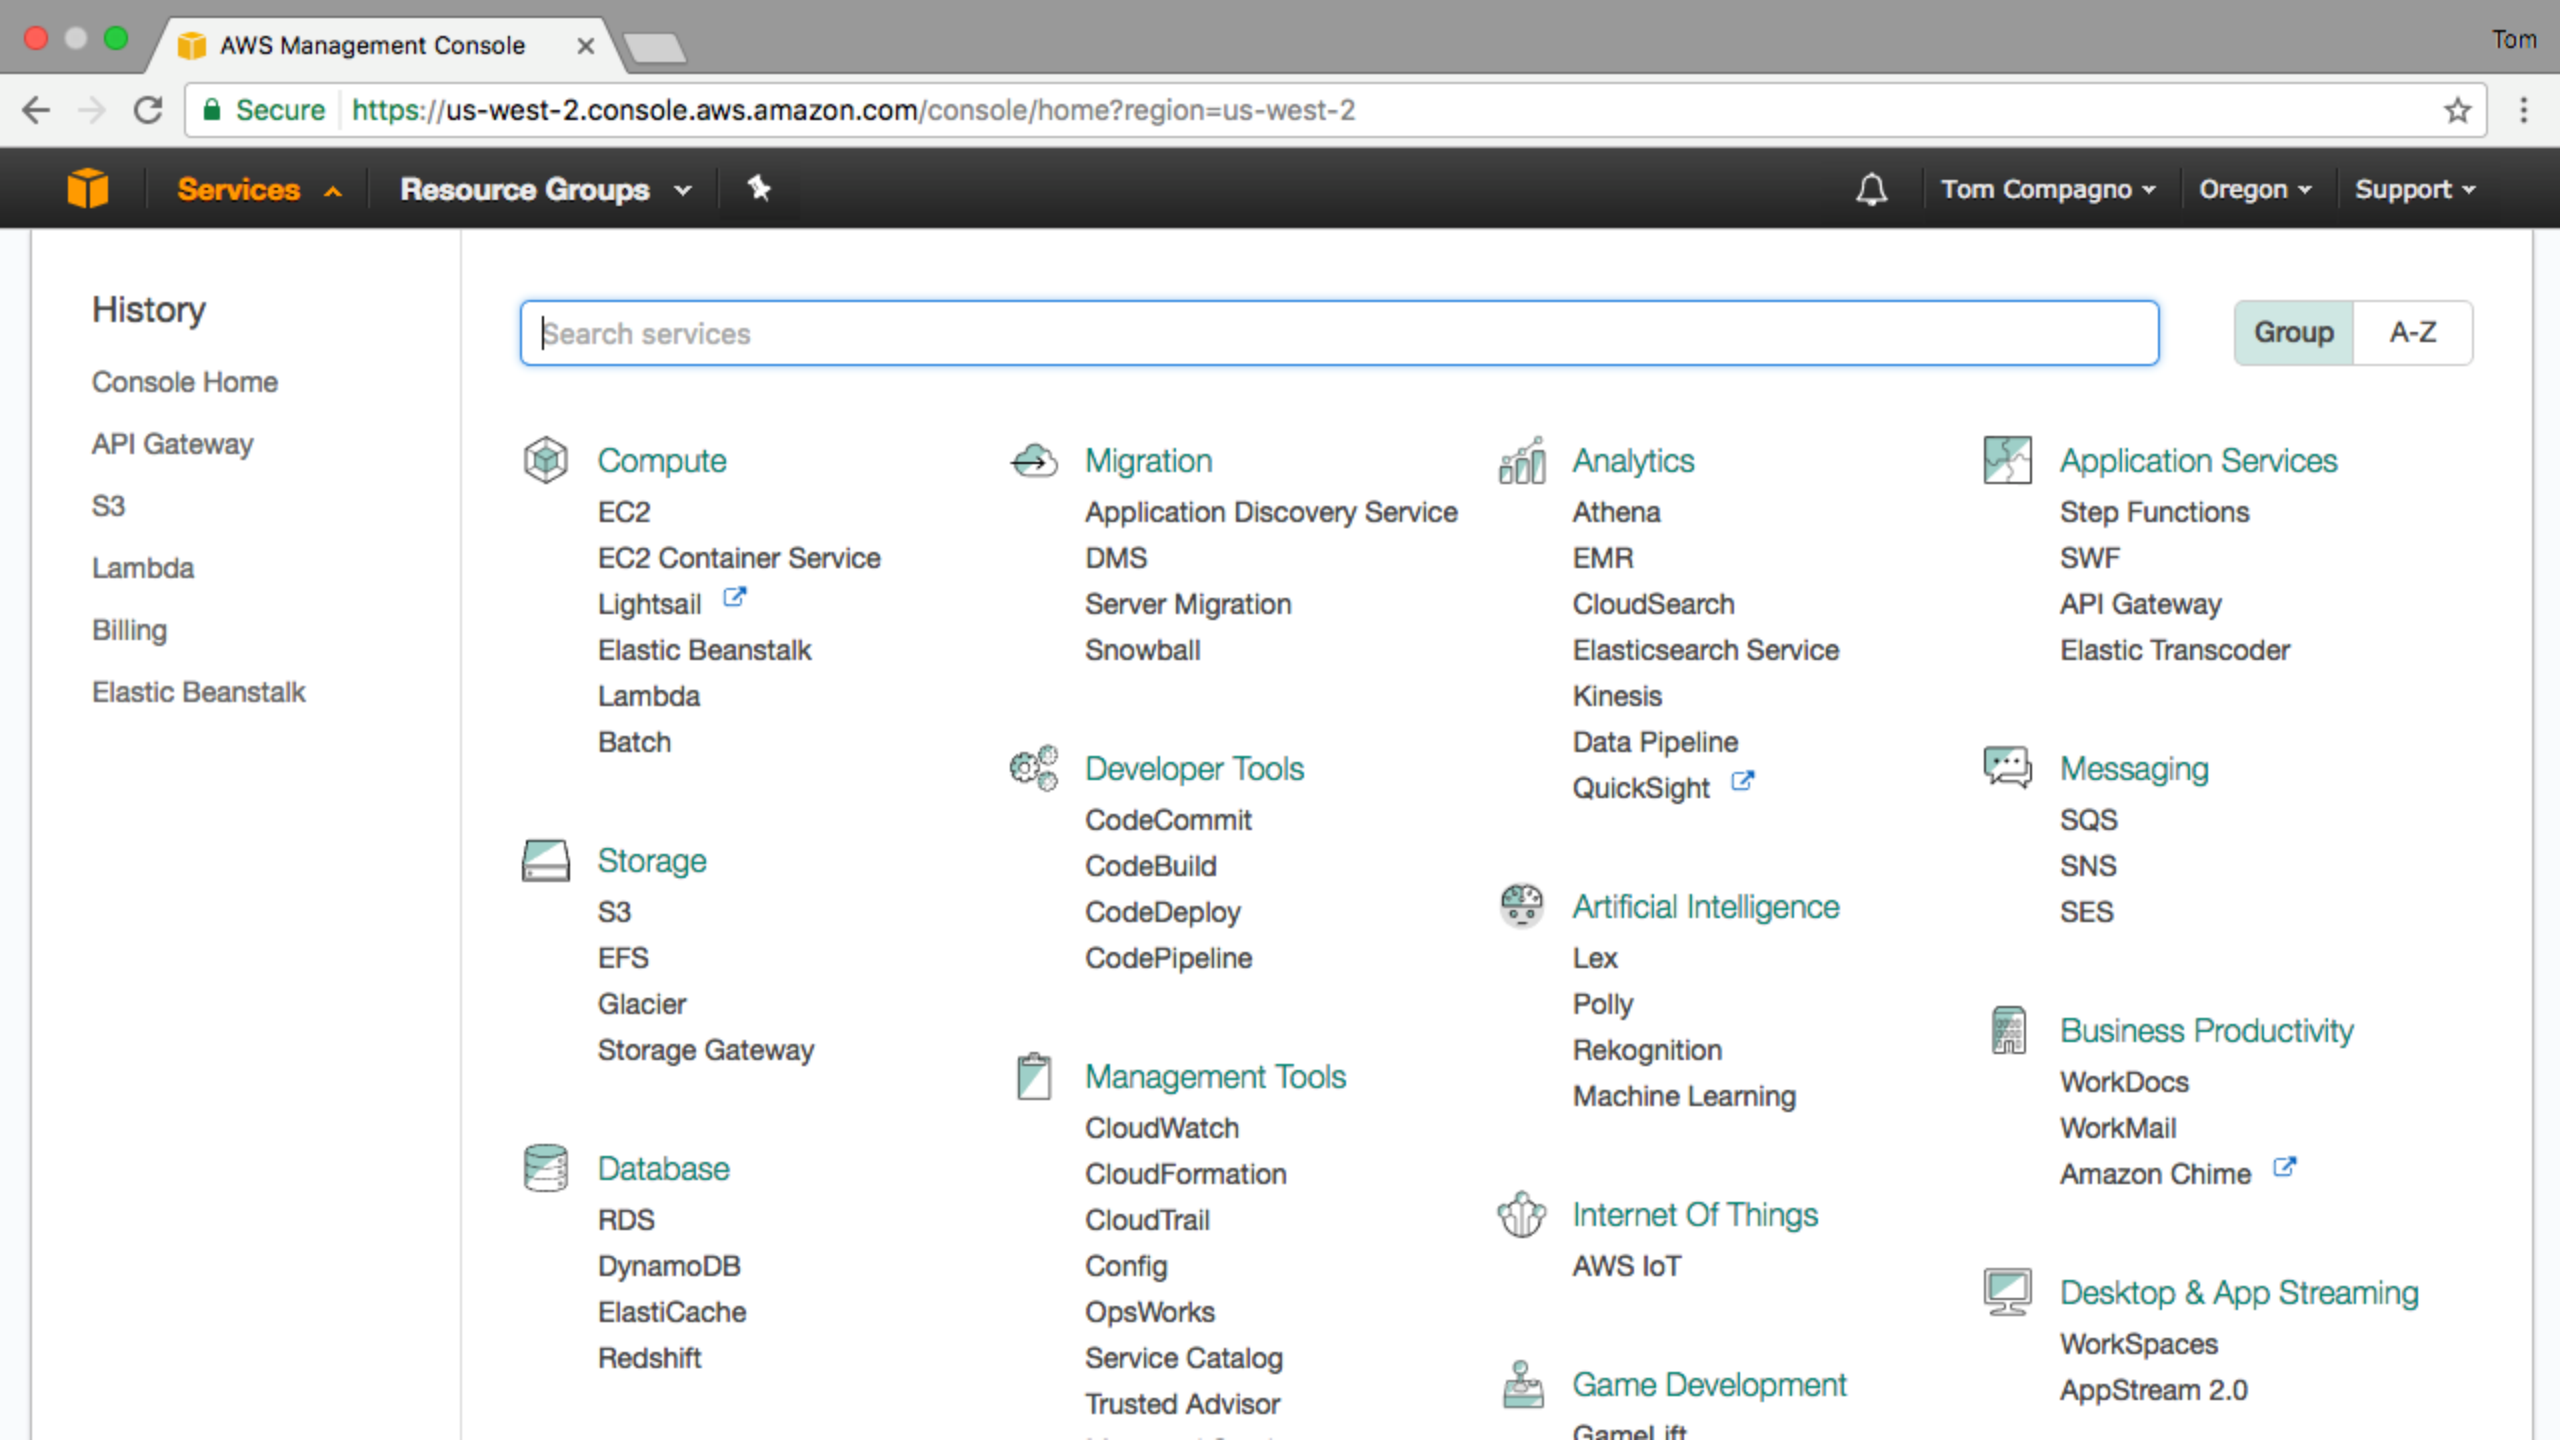 AWS Management Console
Tom
Secure https://us-west-2.console.aws.amazon.com/console/home?region=us-west-2
Services Resource Groups Tom Compagno Oregon Support
History
Console Home
API Gateway
S3
Lambda
Billing
Elastic Beanstalk
Search services
Group A-Z
Compute
EC2
EC2 Container Service
Lightsail
Elastic Beanstalk
Lambda
Batch
Storage
S3
EFS
Glacier
Storage Gateway
Database
RDS
DynamoDB
ElastiCache
Redshift
Migration
Application Discovery Service
DMS
Server Migration
Snowball
Developer Tools
CodeCommit
CodeBuild
CodeDeploy
CodePipeline
Management Tools
CloudWatch
CloudFormation
CloudTrail
Config
OpsWorks
Service Catalog
Trusted Advisor
Analytics
Athena
EMR
CloudSearch
Elasticsearch Service
Kinesis
Data Pipeline
QuickSight
Artificial Intelligence
Lex
Polly
Rekognition
Machine Learning
Internet Of Things
AWS IoT
Game Development
GameLift
Application Services
Step Functions
SWF
API Gateway
Elastic Transcoder
Messaging
SQS
SNS
SES
Business Productivity
WorkDocs
WorkMail
Amazon Chime
Desktop & App Streaming
WorkSpaces
AppStream 2.0